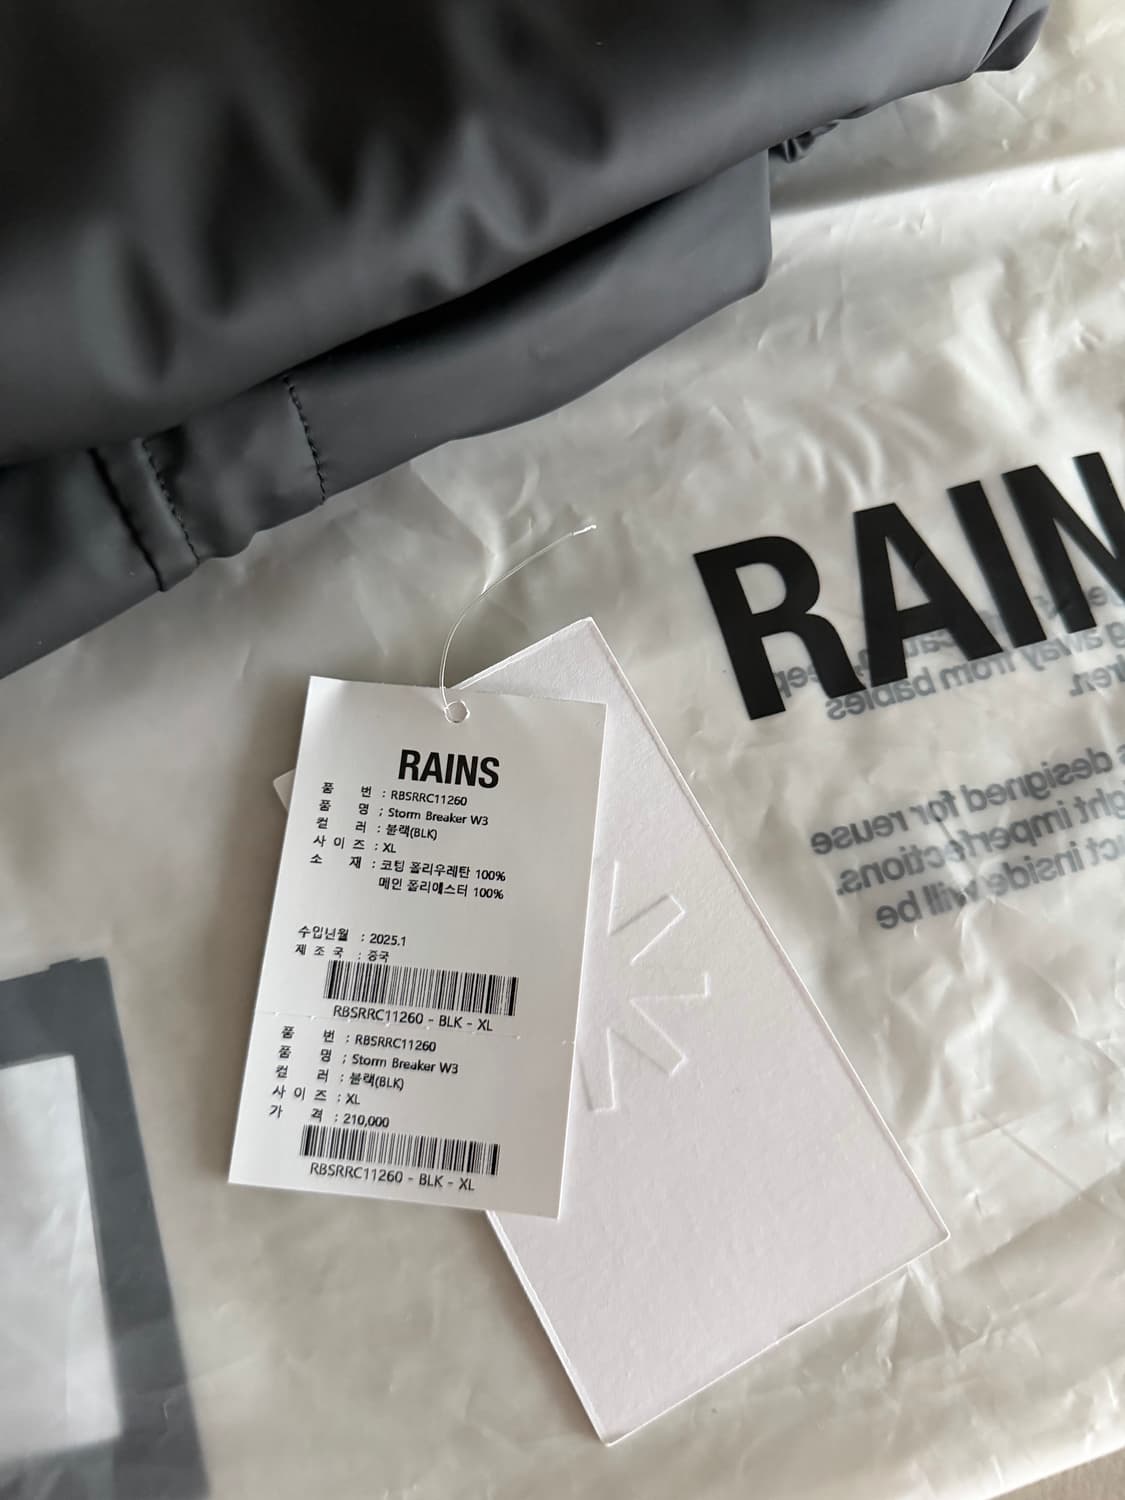 RAINS
품 번 : RBSRRC11260
품 명 : Storm Breaker W3
컬 러 : 블랙(BLK)
사 이 즈 : XL
소 재 : 코팅 폴리우레탄 100%
메인 폴리에스터 100%
수입년월 : 2025.1
제 조 국 : 중국
RBSRRC11260 - BLK - XL
품 번 : RBSRRC11260
품 명 : Storm Breaker W3
컬 러 : 블랙(BLK)
사 이 즈 : XL
가 격 : 210,000
RBSRRC11260 - BLK - XL
RAIN
away from babies
designed for reuse
imperfections.
inside will be